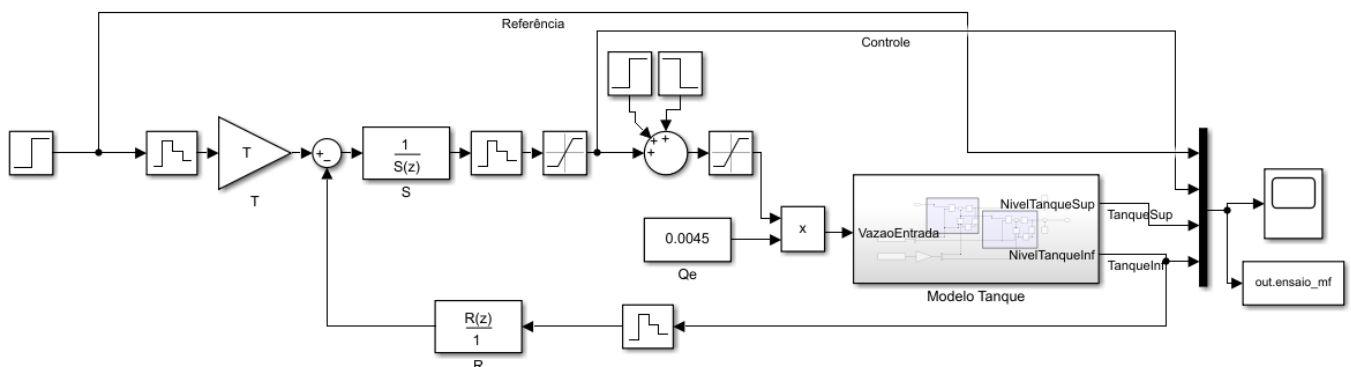 Referência
Controle
T
T
1
S(z)
S
0.0045
Qe
x
VazaoEntrada
NivelTanqueSup
NivelTanqueInf
TanqueSup
TanqueInf
Modelo Tanque
out.ensaio_mf
R(z)
1
R